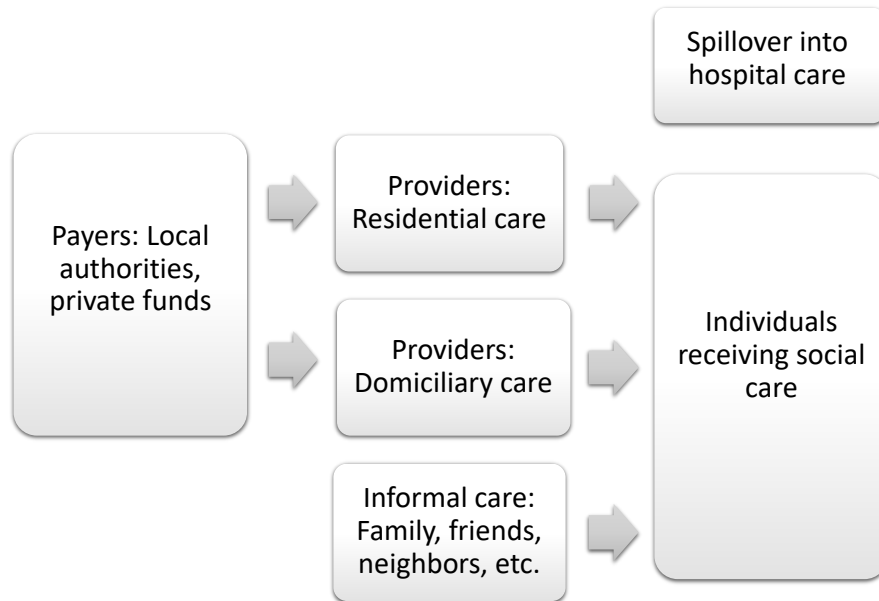 Spillover into
hospital care
Payers: Local
authorities,
private funds
Providers:
Residential care
Providers:
Domiciliary care
Informal care:
Family, friends,
neighbors, etc.
Individuals
receiving social
care